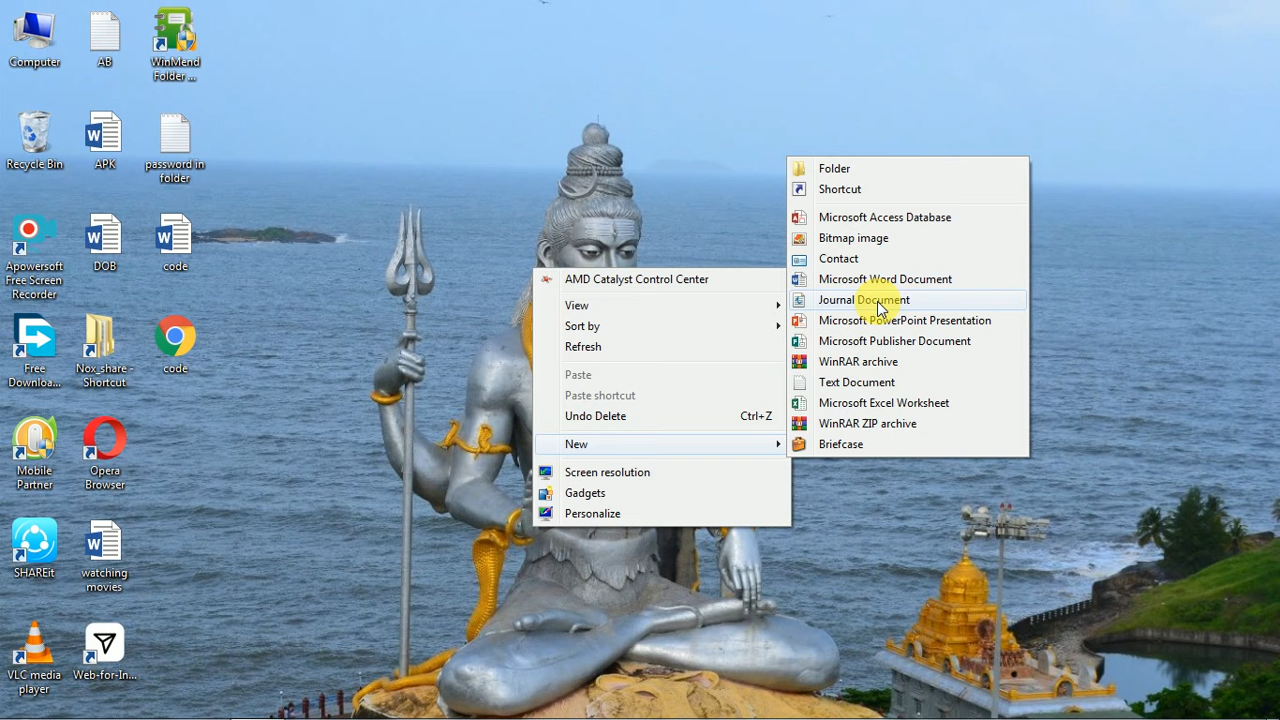 Computer
AB
WinMend
Folder ...
Recycle Bin
APK
password in
folder
Apowersoft
Free Screen
Recorder
DOB
code
Free
Downloa...
Nox_share -
Shortcut
code
Mobile
Partner
Opera
Browser
SHAREit
watching
movies
VLC media
player
Web-for-In...
AMD Catalyst Control Center
View
Sort by
Refresh
Paste
Paste shortcut
Undo Delete Ctrl+Z
New
Screen resolution
Gadgets
Personalize
Folder
Shortcut
Microsoft Access Database
Bitmap image
Contact
Microsoft Word Document
Journal Document
Microsoft PowerPoint Presentation
Microsoft Publisher Document
WinRAR archive
Text Document
Microsoft Excel Worksheet
WinRAR ZIP archive
Briefcase